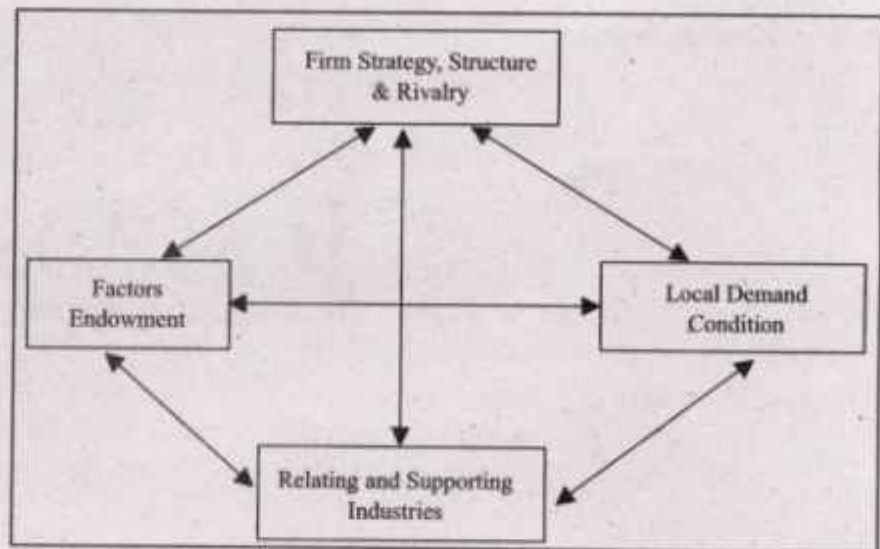 Firm Strategy, Structure
& Rivalry
Factors
Endowment
Local Demand
Condition
Relating and Supporting
Industries